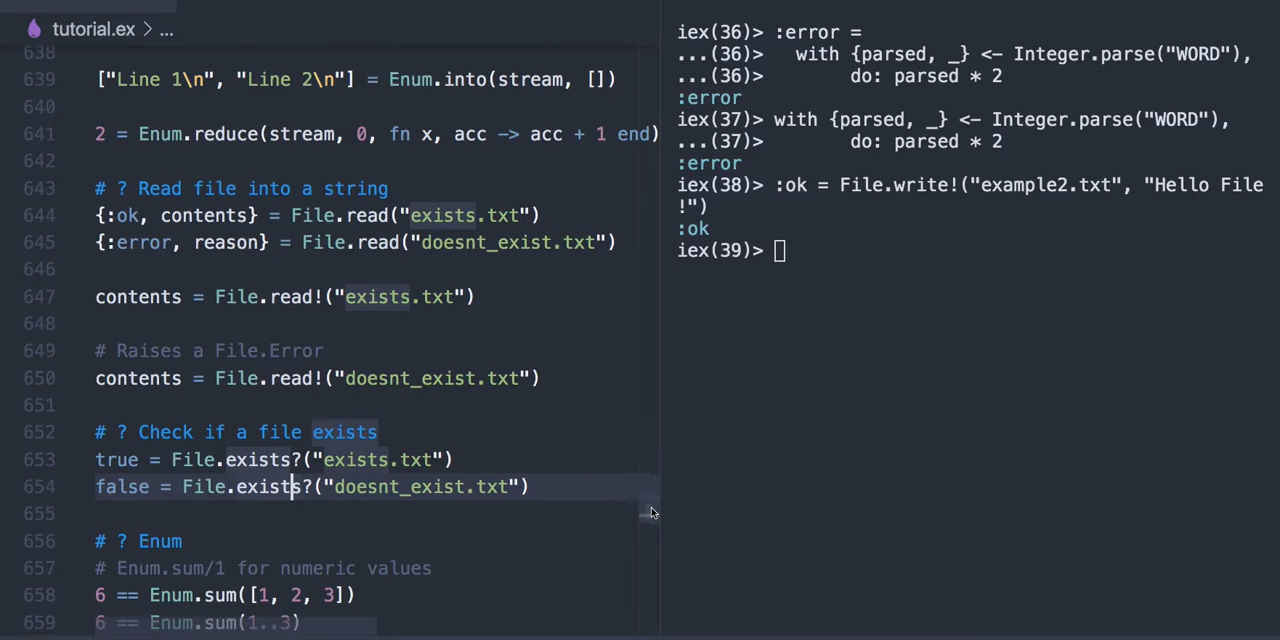 tutorial.ex > ...
638
639 ["Line 1\n", "Line 2\n"] = Enum.into(stream, [])
640
641 2 = Enum.reduce(stream, 0, fn x, acc -> acc + 1 end)
642
643 # ? Read file into a string
644 {:ok, contents} = File.read("exists.txt")
645 {:error, reason} = File.read("doesnt_exist.txt")
646
647 contents = File.read!("exists.txt")
648
649 # Raises a File.Error
650 contents = File.read!("doesnt_exist.txt")
651
652 # ? Check if a file exists
653 true = File.exists?("exists.txt")
654 false = File.exists?("doesnt_exist.txt")
655
656 # ? Enum
657 # Enum.sum/1 for numeric values
658 6 == Enum.sum([1, 2, 3])
659 6 == Enum.sum(1..3)
iex(36)> :error =
...(36)>   with {parsed, _} <- Integer.parse("WORD"),
...(36)>        do: parsed * 2
:error
iex(37)> with {parsed, _} <- Integer.parse("WORD"),
...(37)>        do: parsed * 2
:error
iex(38)> :ok = File.write!("example2.txt", "Hello File
!")
:ok
iex(39)>